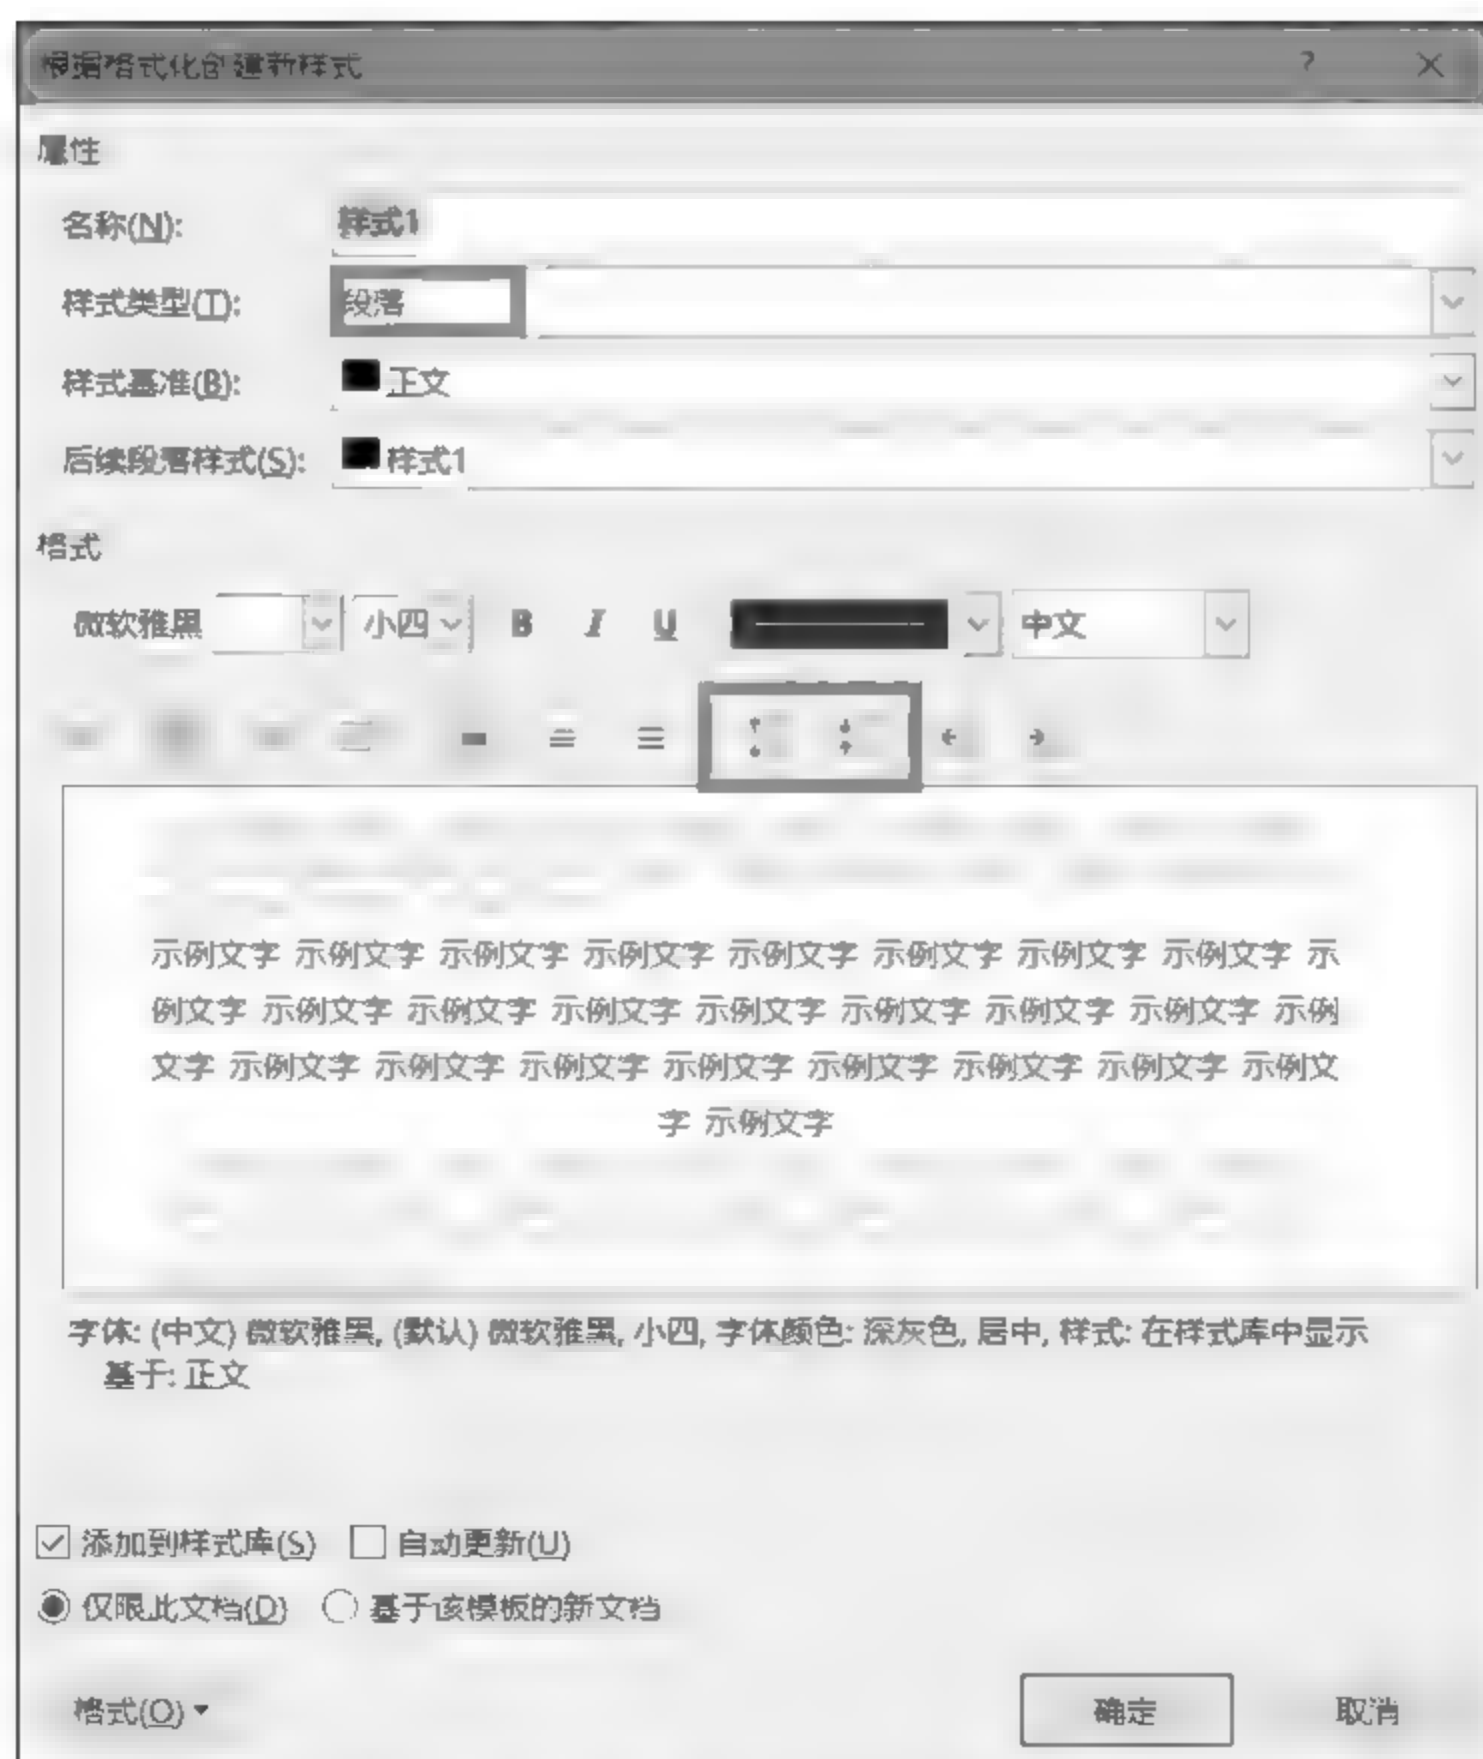 根据格式化创建新样式 ?
属性
名称(N): 样式1
样式类型(T): 段落
样式基准(B): 正文
后续段落样式(S): 样式1
格式
微软雅黑 小四 B I U 中文
示例文字 示例文字 示例文字 示例文字 示例文字 示例文字 示例文字 示例文字 示
例文字 示例文字 示例文字 示例文字 示例文字 示例文字 示例文字 示例文字 示例
文字 示例文字 示例文字 示例文字 示例文字 示例文字 示例文字 示例文字 示例文
字 示例文字
字体: (中文) 微软雅黑, (默认) 微软雅黑, 小四, 字体颜色: 深灰色, 居中, 样式: 在样式库中显示
基于: 正文
添加到样式库(S) 自动更新(U)
仅限此文档(D) 基于该模板的新文档
格式(O) 确定 取消